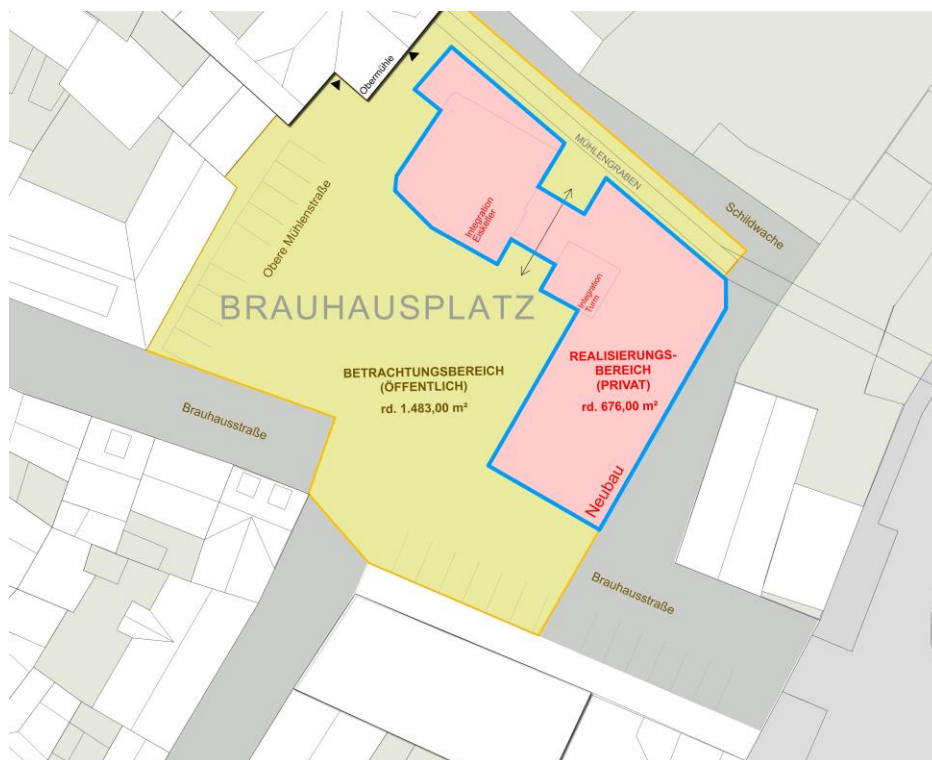 Obermühle
MÜHLENGRABEN
Schildwache
Obere Mühlenstraße
Integration
Eiskeller
Integration
Turm
BRAUHAUSPLATZ
BETRACHTUNGSBEREICH
(ÖFFENTLICH)
rd. 1.483,00 m²
REALISIERUNGS-
BEREICH
(PRIVAT)
rd. 676,00 m²
Brauhausstraße
Neubau
Brauhausstraße